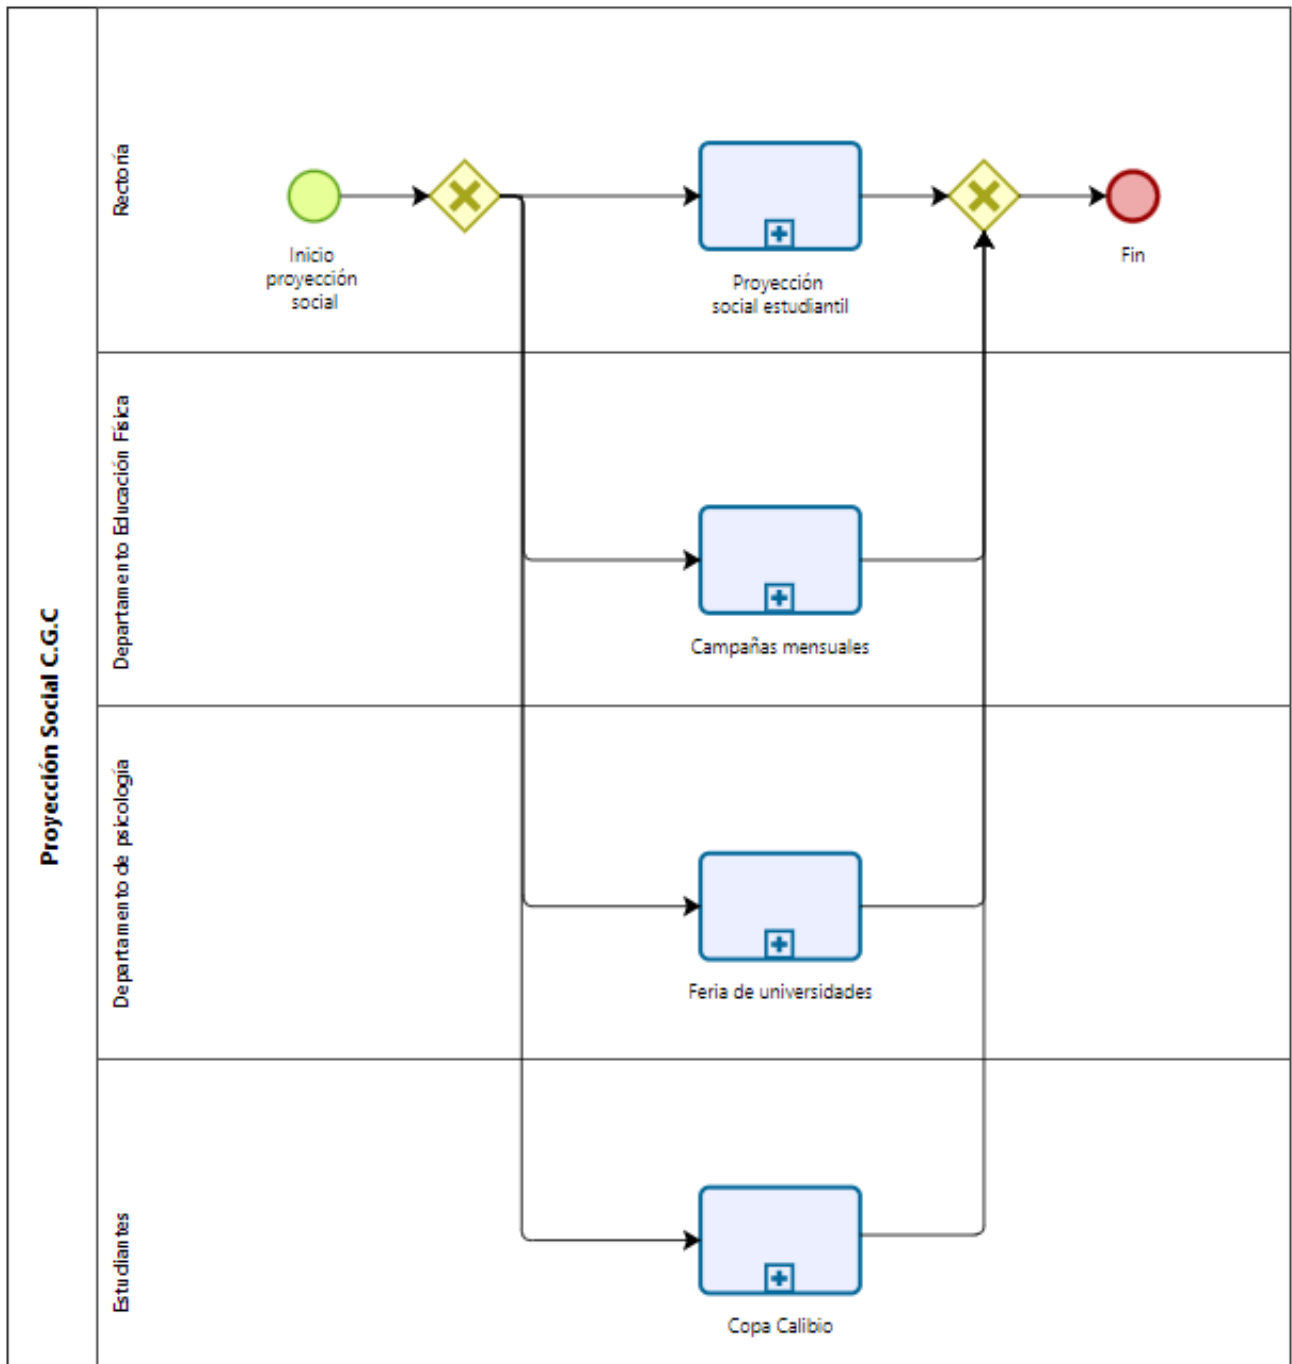 Proyección Social C.G.C
Rectoría
Inicio
proyección
social
Proyección
social estudiantil
Fin
Departamento Educación Física
Campañas mensuales
Departamento de psicología
Feria de universidades
Estudiantes
Copa Calibio